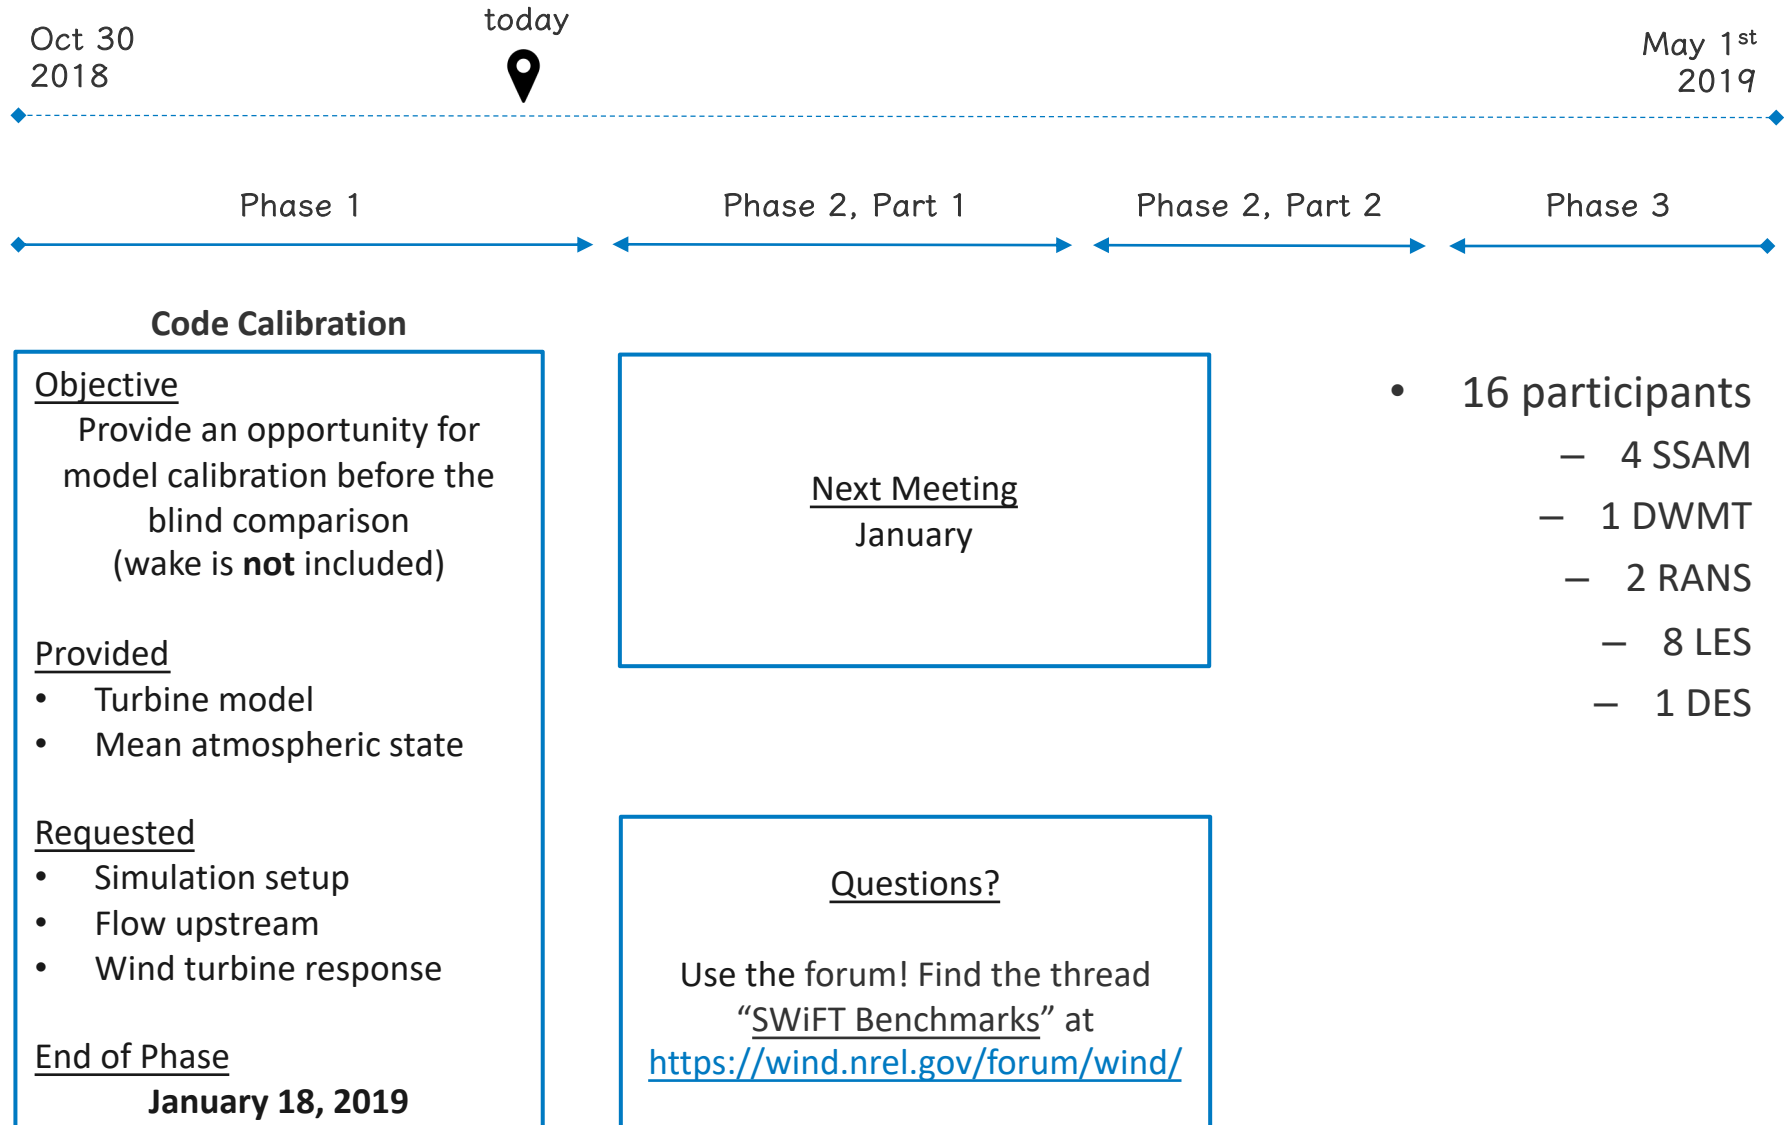 Oct 30
2018
today
May 1st
2019
Phase 1
Phase 2, Part 1
Phase 2, Part 2
Phase 3
Code Calibration
Objective
Provide an opportunity for
model calibration before the
blind comparison
(wake is not included)
Provided
• Turbine model
• Mean atmospheric state
Requested
• Simulation setup
• Flow upstream
• Wind turbine response
End of Phase
January 18, 2019
Next Meeting
January
Questions?
Use the forum! Find the thread
“SWiFT Benchmarks” at
https://wind.nrel.gov/forum/wind/
• 16 participants
– 4 SSAM
– 1 DWMT
– 2 RANS
– 8 LES
– 1 DES